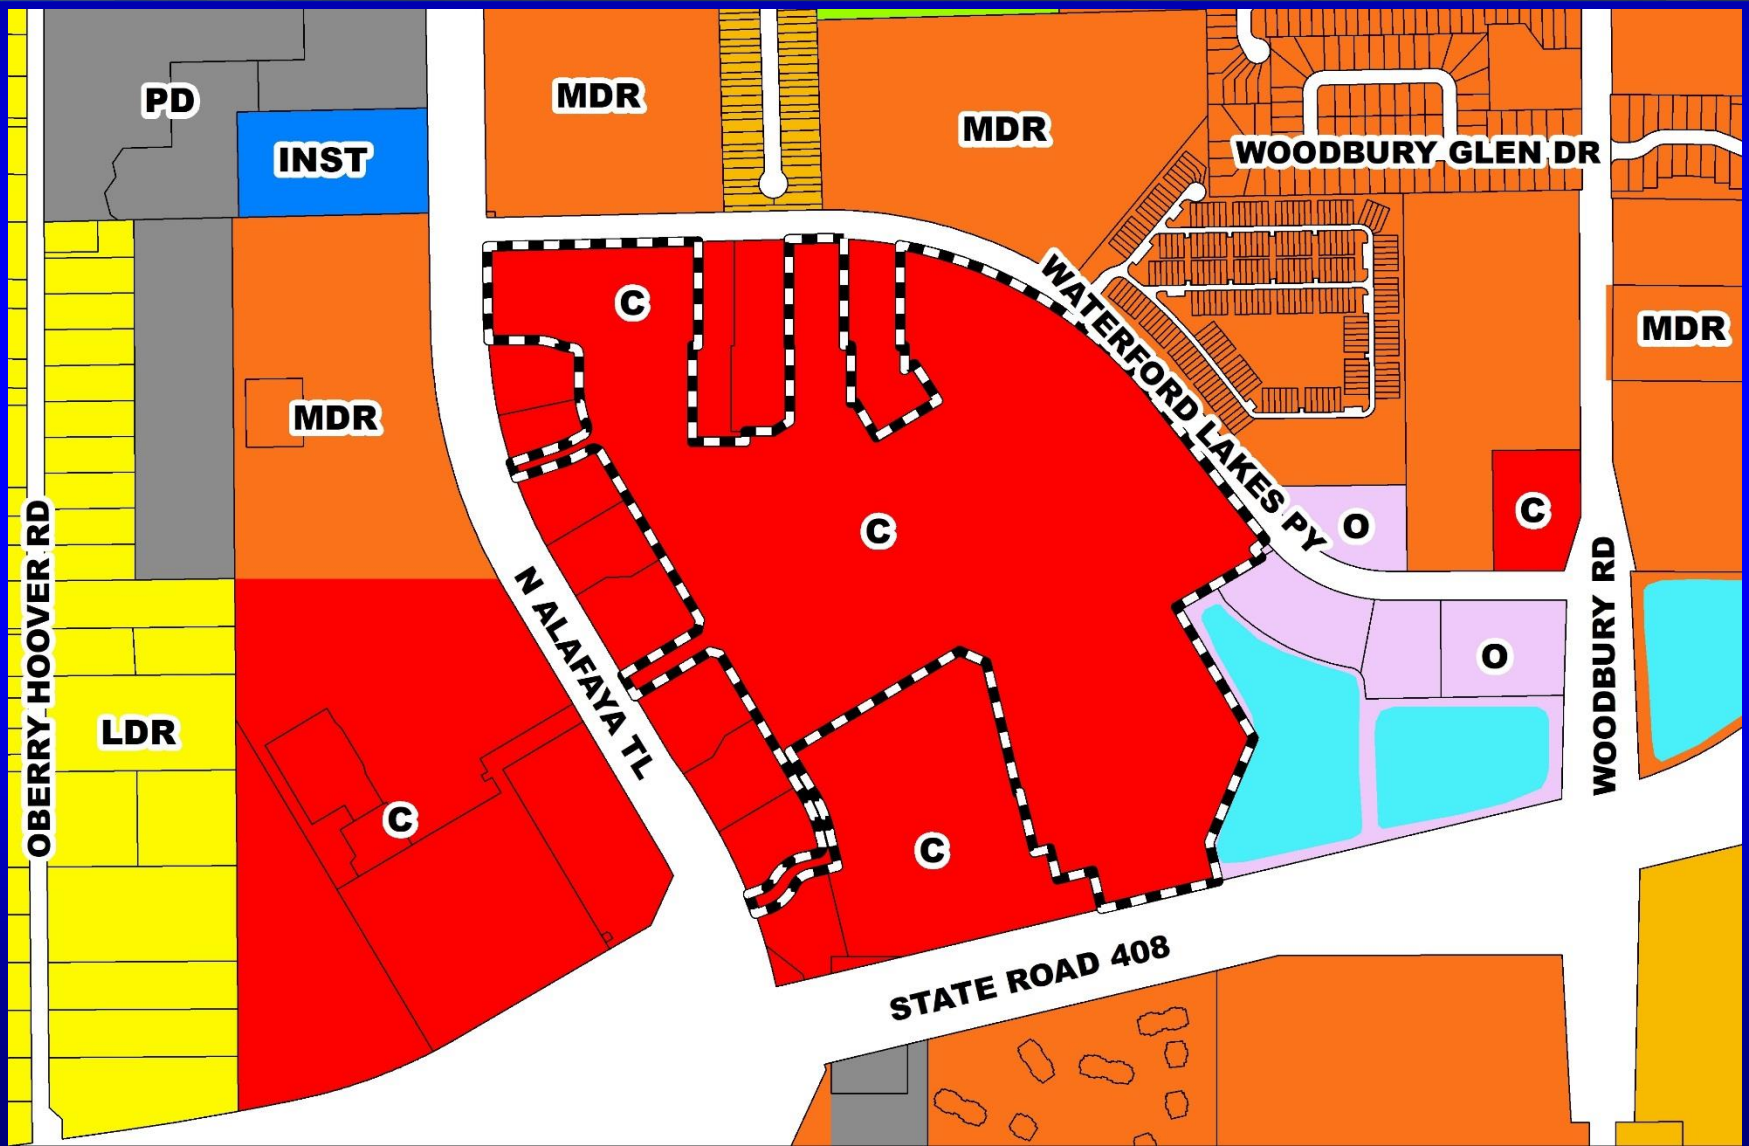 PD
MDR
MDR
INST
WOODBURY GLEN DR
C
WATERFORD LAKES PY
MDR
MDR
C
O
C
OBERRY HOOVER RD
N ALAFAYA TL
WOODBURY RD
O
LDR
C
C
STATE ROAD 408